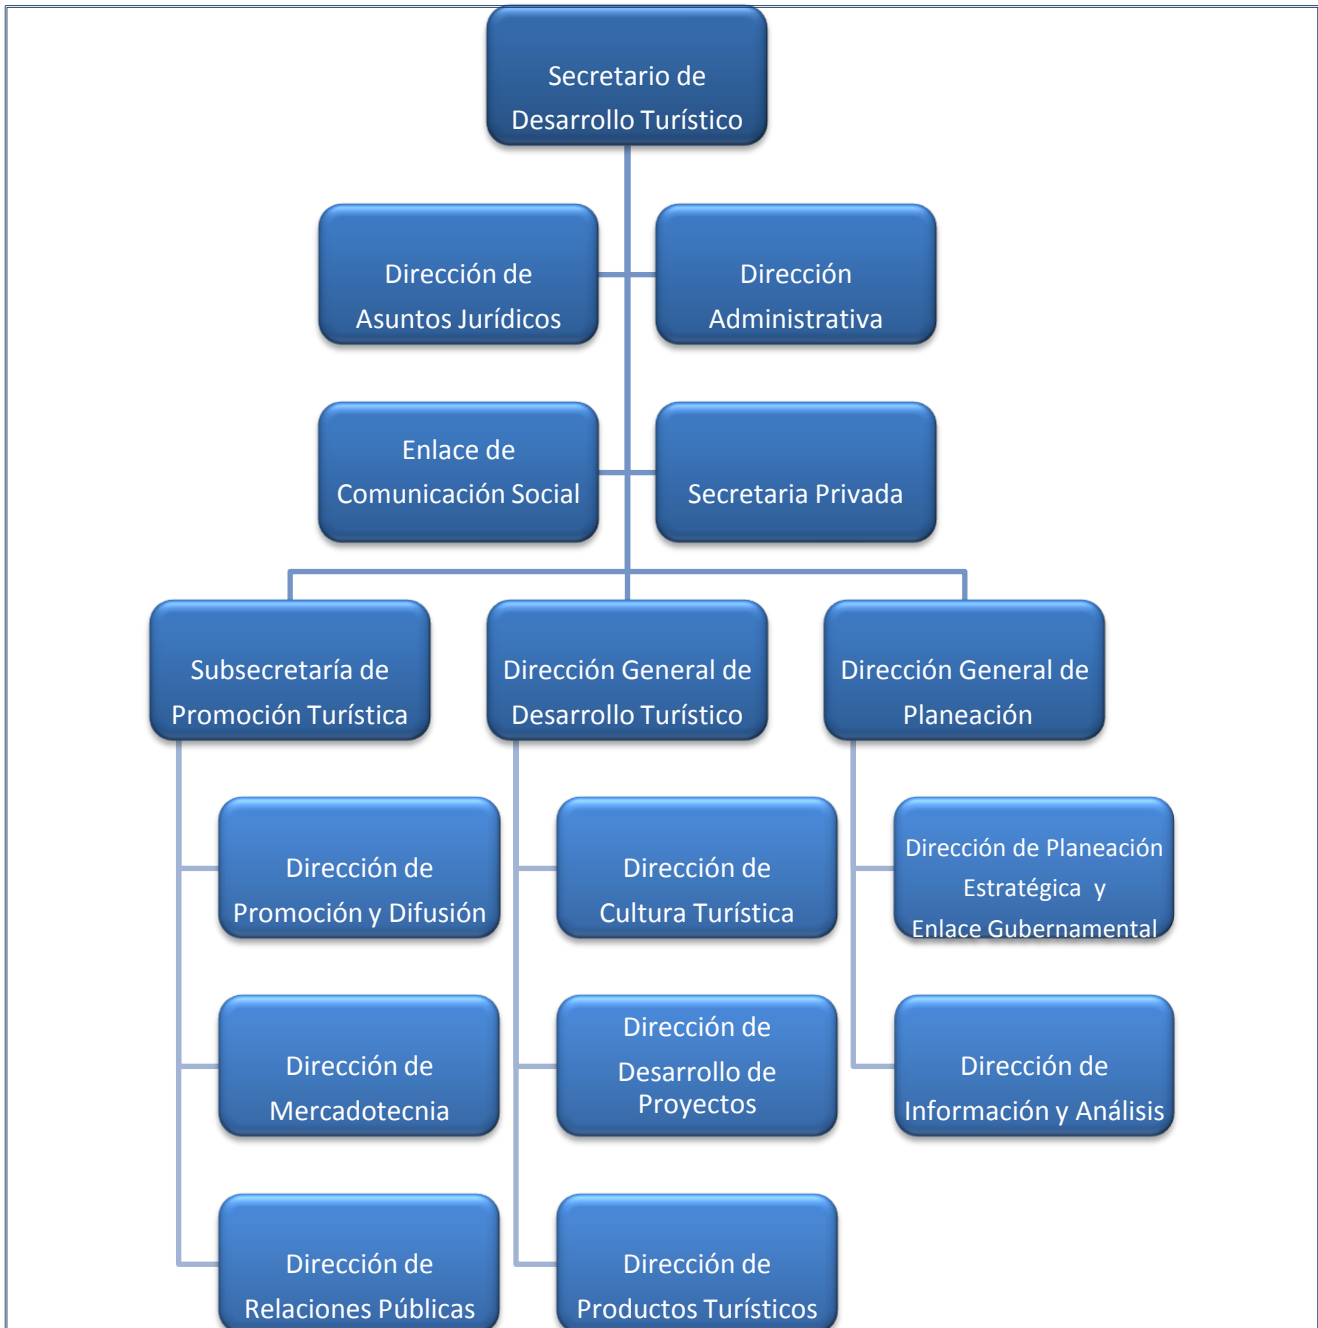 Secretario de
Desarrollo Turístico
Dirección de
Asuntos Jurídicos
Dirección
Administrativa
Enlace de
Comunicación Social
Secretaria Privada
Subsecretaría de
Promoción Turística
Dirección General de
Desarrollo Turístico
Dirección General de
Planeación
Dirección de
Promoción y Difusión
Dirección de
Cultura Turística
Dirección de Planeación
Estratégica y
Enlace Gubernamental
Dirección de
Mercadotecnia
Dirección de
Desarrollo de
Proyectos
Dirección de
Información y Análisis
Dirección de
Relaciones Públicas
Dirección de
Productos Turísticos